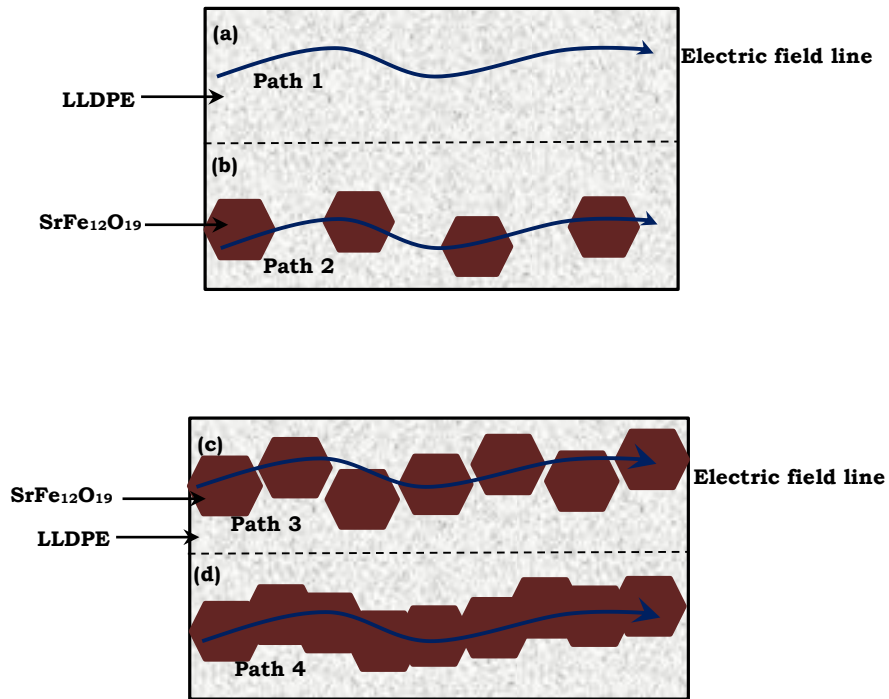 (a)
Electric field line
Path 1
LLDPE
(b)
SrFe₁₂O₁₉
Path 2
(c)
Electric field line
SrFe₁₂O₁₉
Path 3
LLDPE
(d)
Path 4